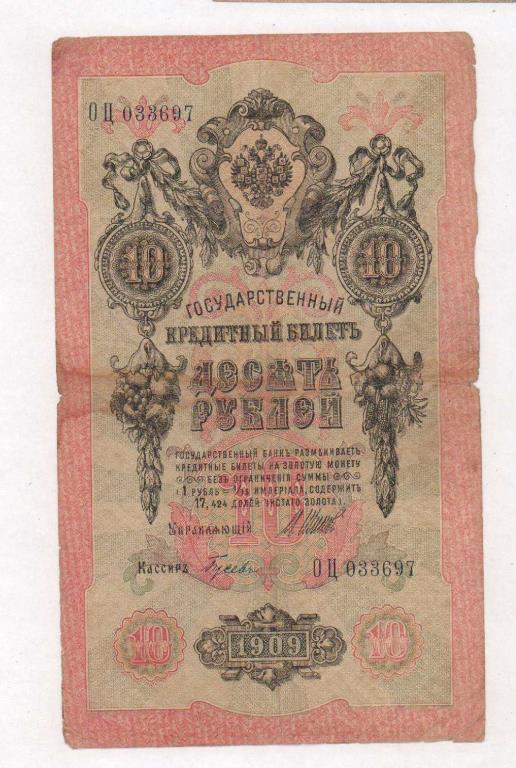 ОЦ 033697
10 10
ГОСУДАРСТВЕННЫЙ
КРЕДИТНЫЙ БИЛЕТЪ
ДЕСЯТЬ
РУБЛЕЙ
ГОСУДАРСТВЕННЫЙ БАНКЪ РАЗМѢНИВАЕТЪ
КРЕДИТНЫЕ БИЛЕТЫ НА ЗОЛОТУЮ МОНЕТУ
БЕЗЪ ОГРАНИЧЕНІЯ СУММЫ
(1 РУБЛЬ = 1/15 ИМПЕРІАЛА, СОДЕРЖИТЪ
17,424 ДОЛЕЙ ЧИСТАГО ЗОЛОТА).
10
УПРАВЛЯЮЩІЙ
КАССИРЪ Гусевъ ОЦ 033697
10 1909 10